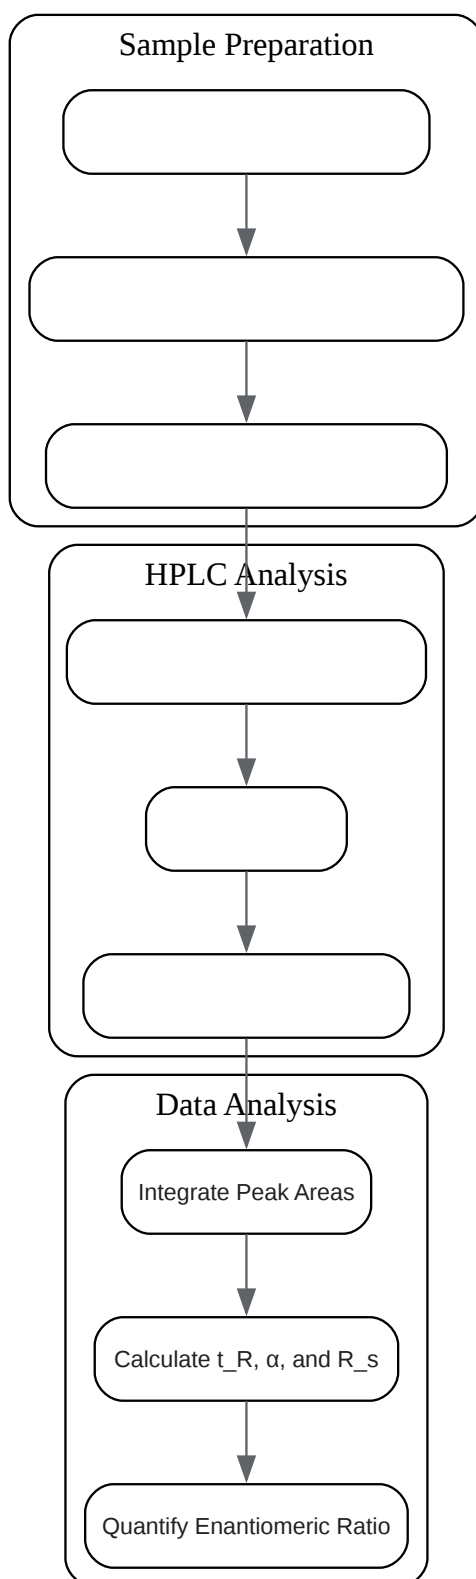 Sample Preparation
HPLC Analysis
Data Analysis
Integrate Peak Areas
Calculate t_R, α, and R_s
Quantify Enantiomeric Ratio